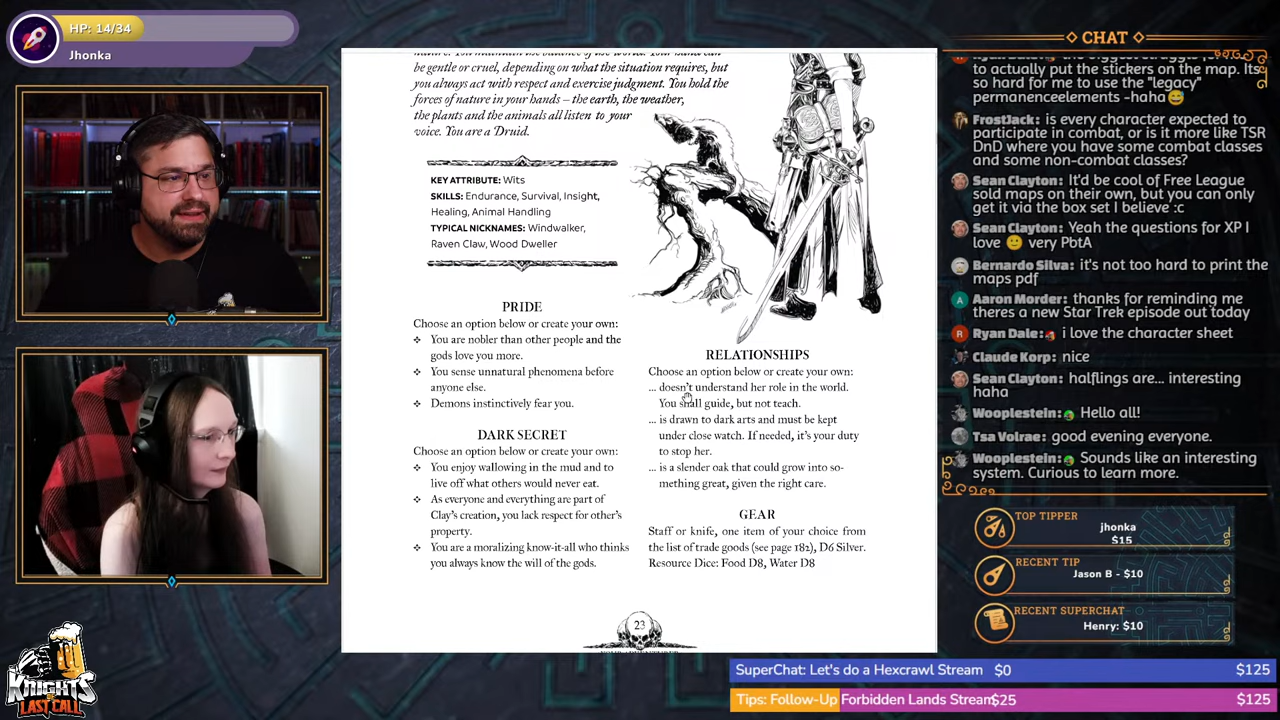 HP: 14/34
Jhonka
be gentle or cruel, depending on what the situation requires, but
you always act with respect and exercise judgment. You hold the
forces of nature in your hands – the earth, the weather,
the plants and the animals all listen to your
voice. You are a Druid.
KEY ATTRIBUTE: Wits
SKILLS: Endurance, Survival, Insight,
Healing, Animal Handling
TYPICAL NICKNAMES: Windwalker,
Raven Claw, Wood Dweller
PRIDE
Choose an option below or create your own:
You are nobler than other people and the
gods love you more.
You sense unnatural phenomena before
anyone else.
Demons instinctively fear you.
DARK SECRET
Choose an option below or create your own:
You enjoy wallowing in the mud and to
live off what others would never eat.
As everyone and everything are part of
Clay's creation, you lack respect for other's
property.
You are a moralizing know-it-all who thinks
you always know the will of the gods.
RELATIONSHIPS
Choose an option below or create your own:
... doesn't understand her role in the world.
You shall guide, but not teach.
... is drawn to dark arts and must be kept
under close watch. If needed, it's your duty
to stop her.
... is a slender oak that could grow into so-
mething great, given the right care.
GEAR
Staff or knife, one item of your choice from
the list of trade goods (see page 182), D6 Silver.
Resource Dice: Food D8, Water D8
23
CHAT
to actually put the stickers on the map. Its
so hard for me to use the "legacy"
permanenceelements -haha😅
FrostJack: is every character expected to
participate in combat, or is it more like TSR
DnD where you have some combat classes
and some non-combat classes?
Sean Clayton: It'd be cool of Free League
sold maps on their own, but you can only
get it via the box set I believe :c
Sean Clayton: Yeah the questions for XP I
love 🙂 very PbtA
Bernardo Silva: it's not too hard to print the
maps pdf
A Aaron Morder: thanks for reminding me
theres a new Star Trek episode out today
R Ryan Dale: i love the character sheet
Claude Korp: nice
Sean Clayton: halflings are... interesting
haha
Wooplestein: Hello all!
Tsa Volrae: good evening everyone.
Wooplestein: Sounds like an interesting
system. Curious to learn more.
TOP TIPPER
jhonka
$15
RECENT TIP
Jason B - $10
RECENT SUPERCHAT
Henry: $10
KNIGHTS
LAST CALL
SuperChat: Let's do a Hexcrawl Stream $0 $125
Tips: Follow-Up Forbidden Lands Stream $25 $125